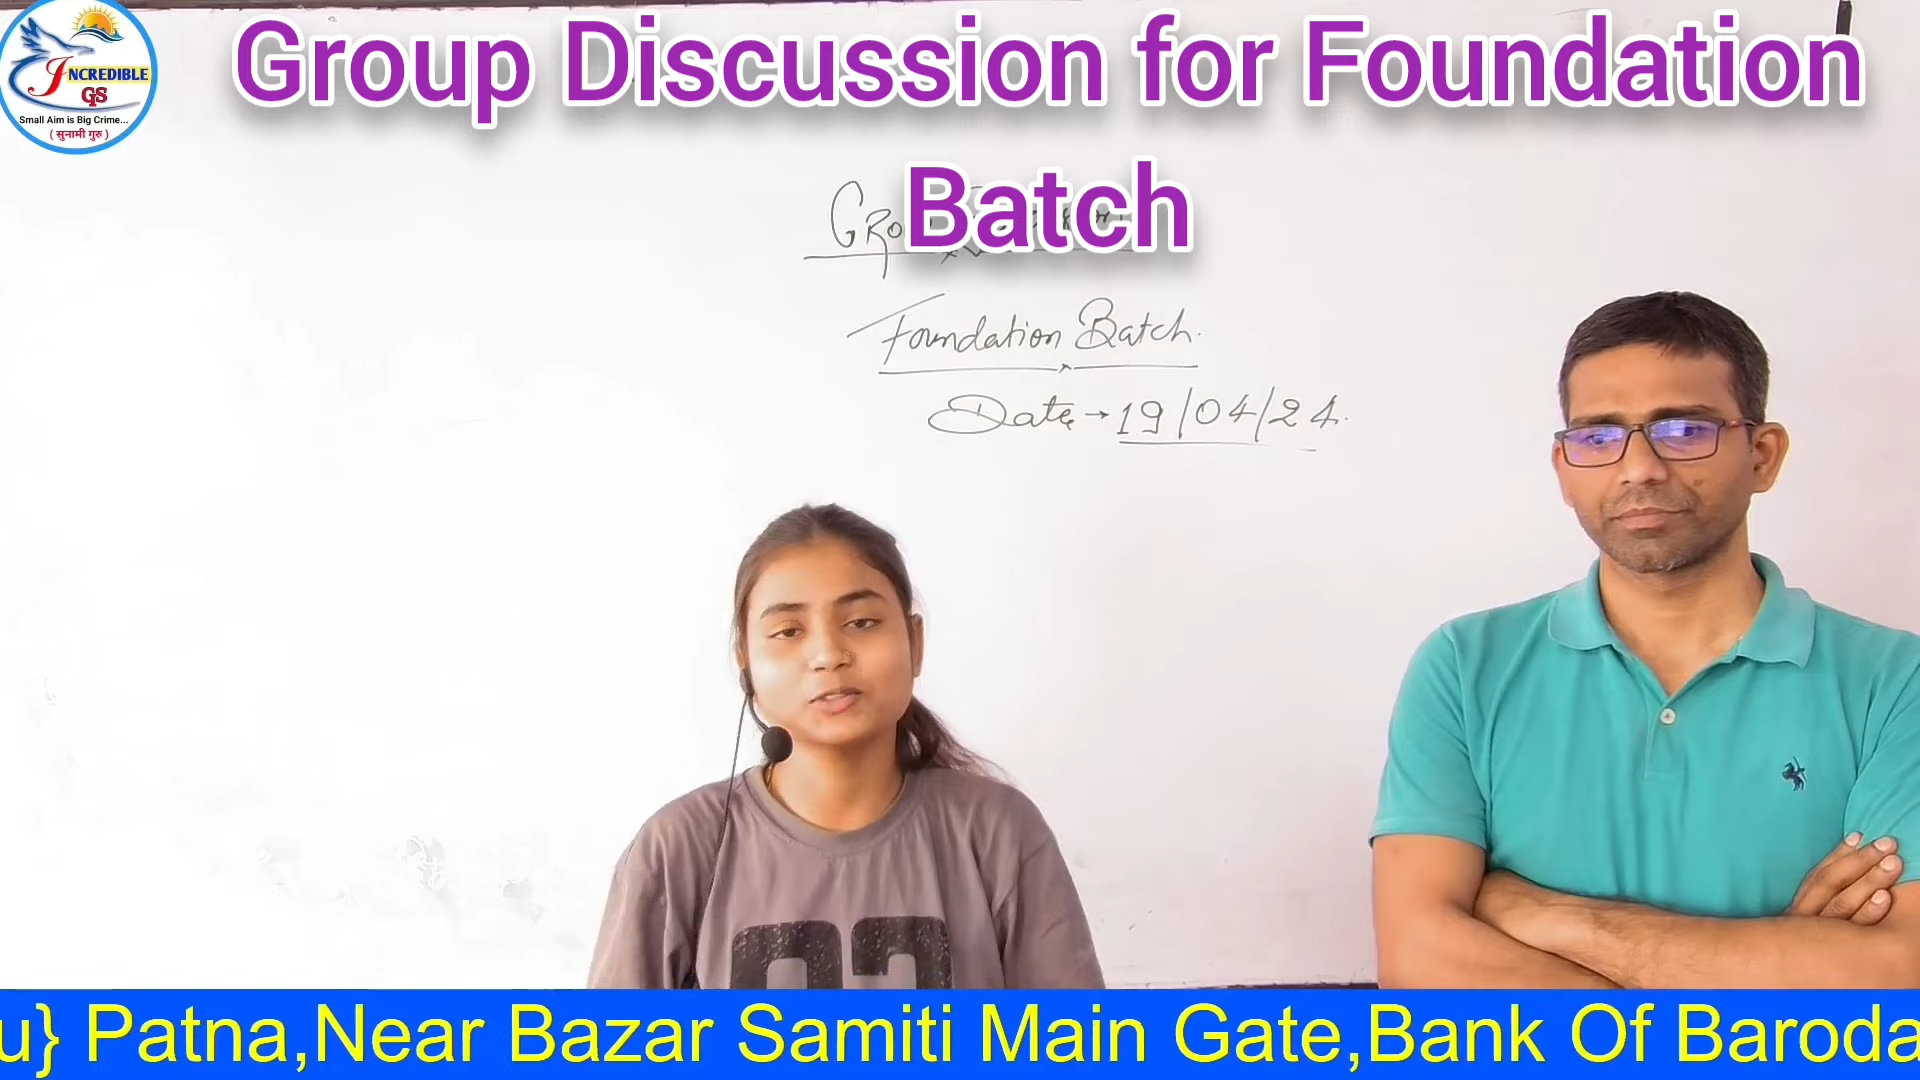 INCREDIBLE
GS
Small Aim is Big Crime...
( सुनामी गुरु )
Group Discussion for Foundation
Batch
Foundation Batch.
Date → 19/04/24.
u} Patna,Near Bazar Samiti Main Gate,Bank Of Baroda